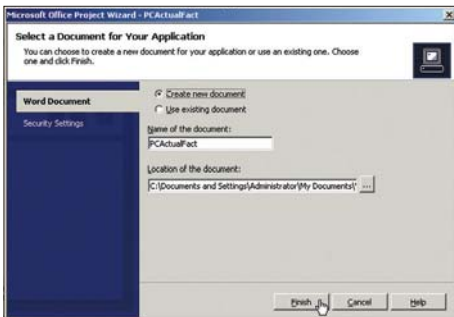 Microsoft Office Project Wizard - PCActualFact
Select a Document for Your Application
You can choose to create a new document for your application or use an existing one. Choose
one and click Finish.
Word Document
Security Settings
Create new document
Use existing document
Name of the document:
PCActualFact
Location of the document:
C:\Documents and Settings\Administrator\My Documents\
...
Finish
Cancel
Help